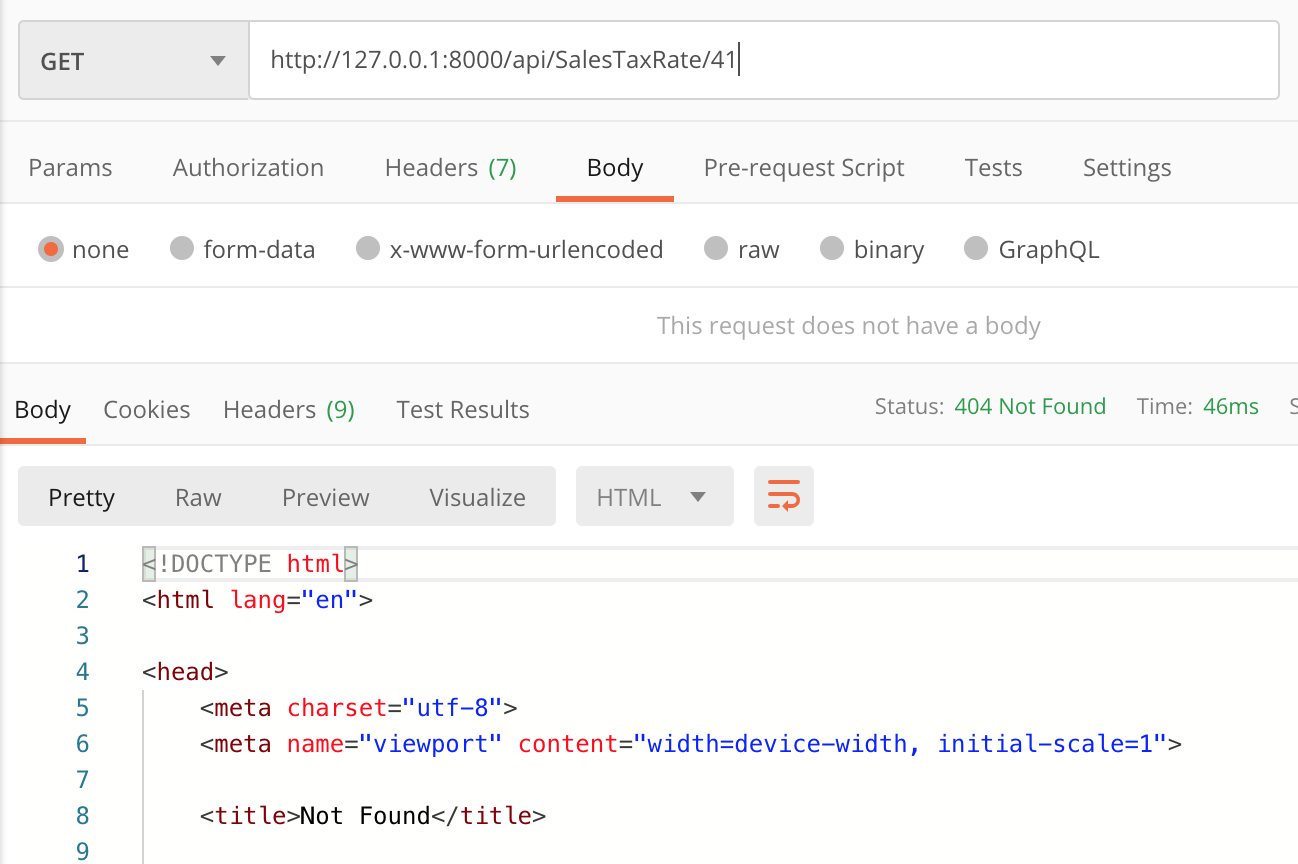 GET http://127.0.0.1:8000/api/SalesTaxRate/41
Params Authorization Headers (7) Body Pre-request Script Tests Settings
none form-data x-www-form-urlencoded raw binary GraphQL
This request does not have a body
Body Cookies Headers (9) Test Results Status: 404 Not Found Time: 46ms S
Pretty Raw Preview Visualize HTML
1 <!DOCTYPE html>
2 <html lang="en">
3
4 <head>
5 <meta charset="utf-8">
6 <meta name="viewport" content="width=device-width, initial-scale=1">
7
8 <title>Not Found</title>
9